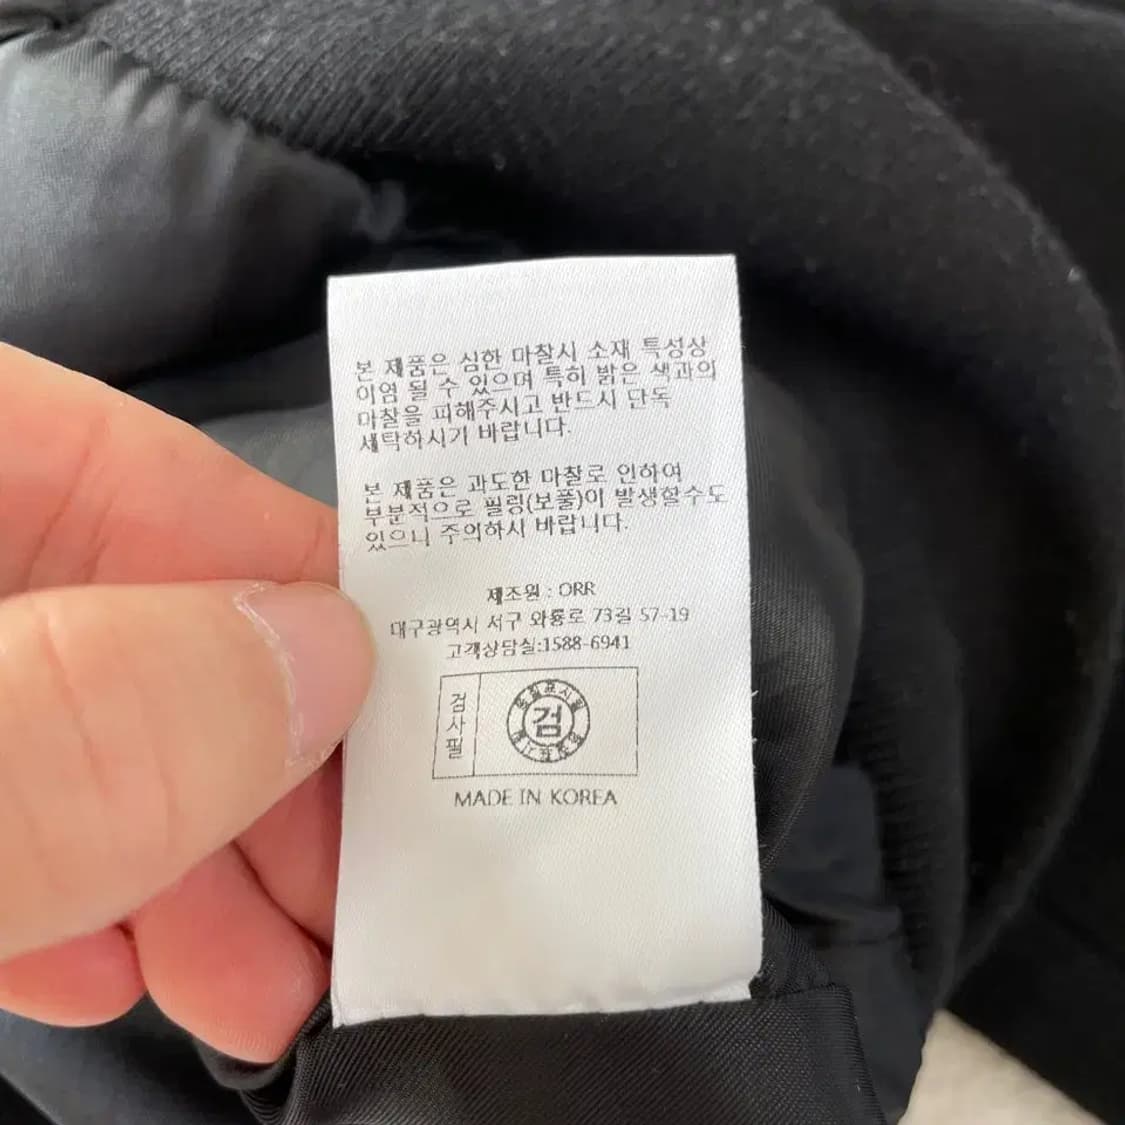 본 제품은 심한 마찰시 소재 특성상
이염 될 수 있으며 특히 밝은 색과의
마찰을 피해주시고 반드시 단독
세탁하시기 바랍니다.
본 제품은 과도한 마찰로 인하여
부분적으로 필링(보풀)이 발생할수도
있으니 주의하시 바랍니다.
제조원 : ORR
대구광역시 서구 와룡로 73길 57-19
고객상담실:1588-6941
검사필
검
MADE IN KOREA